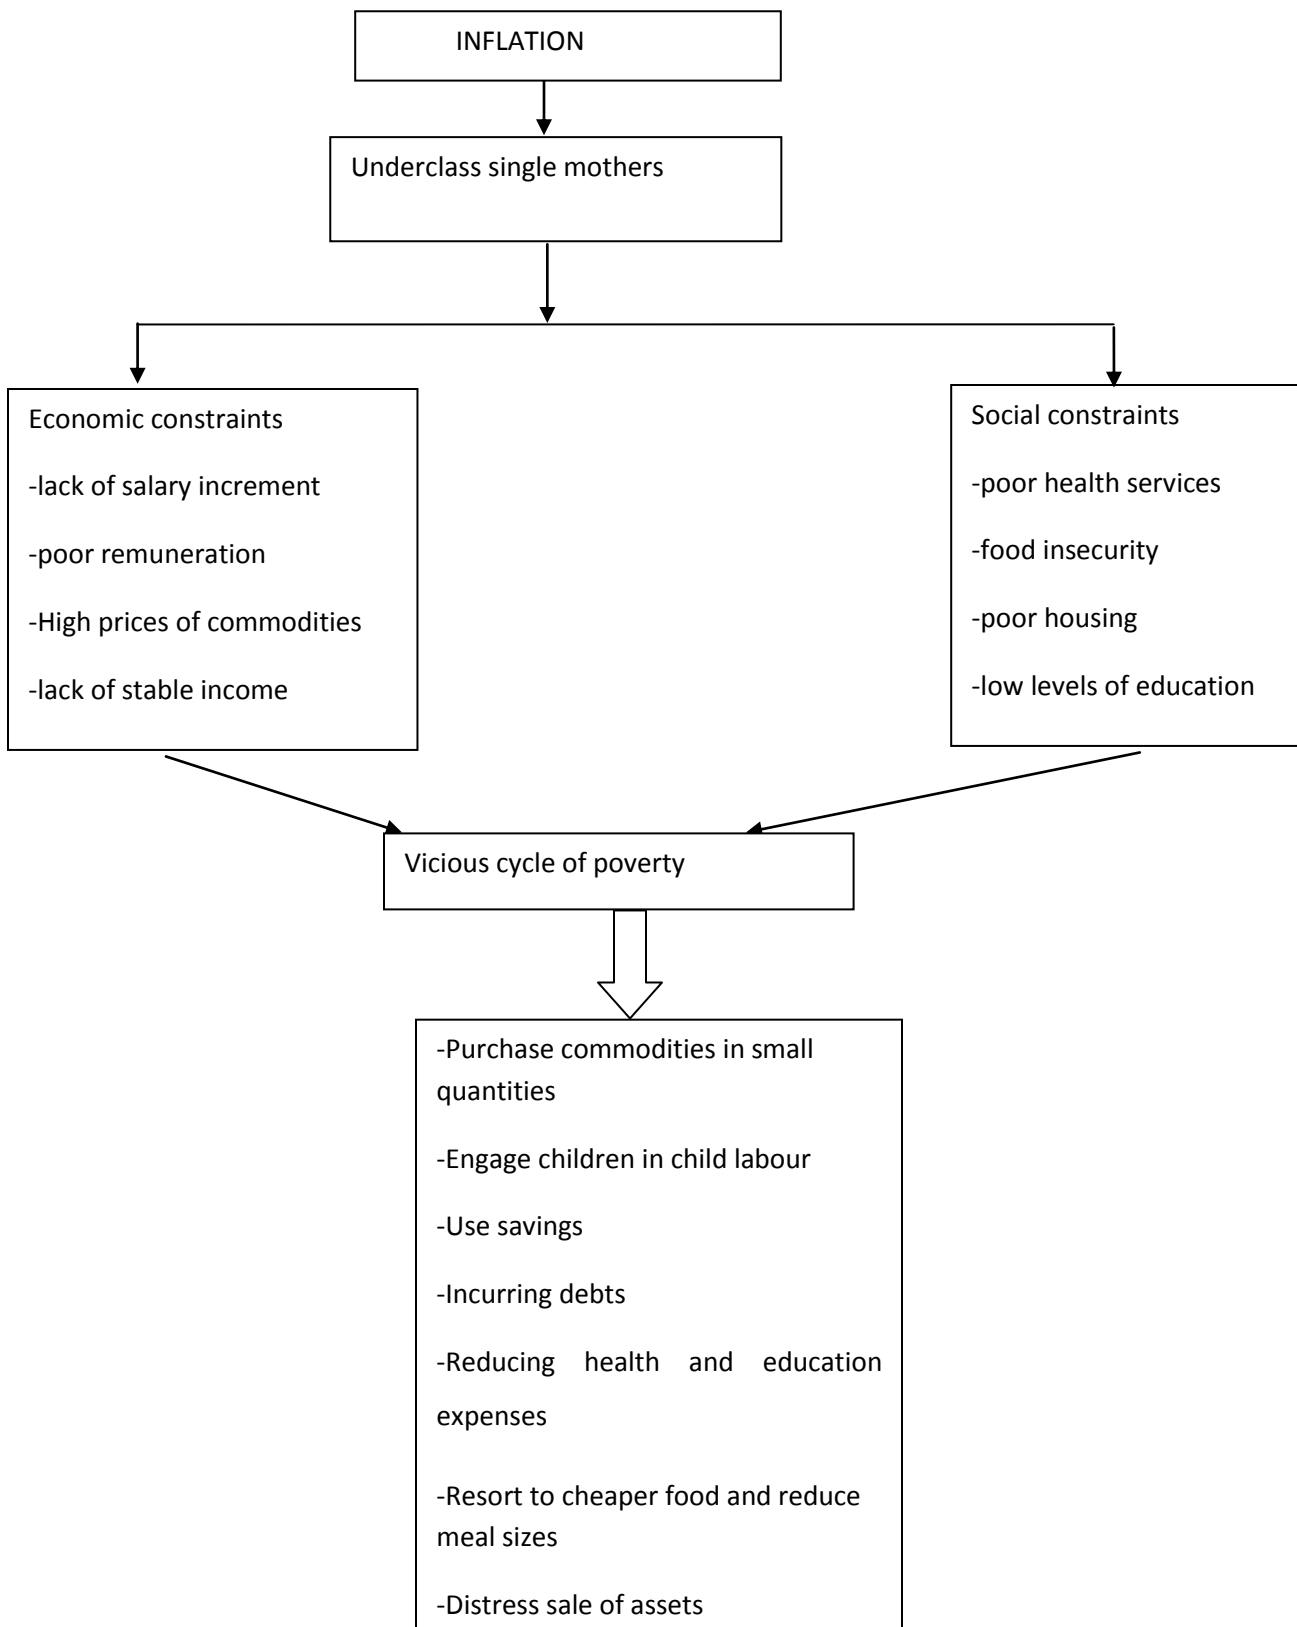 INFLATION
Underclass single mothers
Economic constraints
-lack of salary increment
-poor remuneration
-High prices of commodities
-lack of stable income
Social constraints
-poor health services
-food insecurity
-poor housing
-low levels of education
Vicious cycle of poverty
-Purchase commodities in small
quantities
-Engage children in child labour
-Use savings
-Incurring debts
-Reducing health and education
expenses
-Resort to cheaper food and reduce
meal sizes
-Distress sale of assets